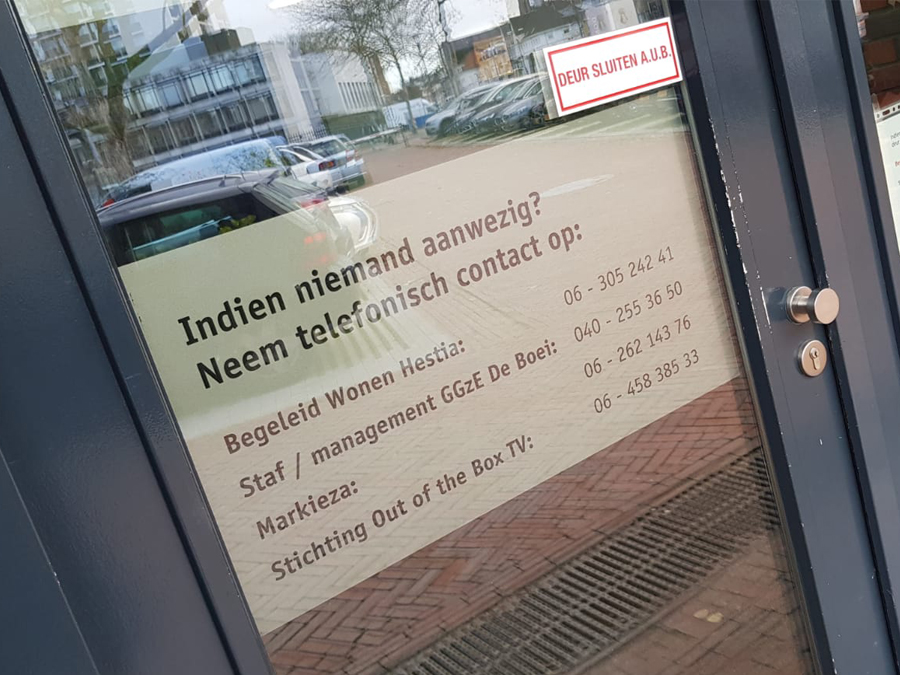 DEUR SLUITEN A.U.B.
Indien niemand aanwezig?
Neem telefonisch contact op:
Begeleid Wonen Hestia: 06 - 305 242 41
Staf / management GGzE De Boei: 040 - 255 36 50
Markieza: 06 - 262 143 76
Stichting Out of the Box TV: 06 - 458 385 33